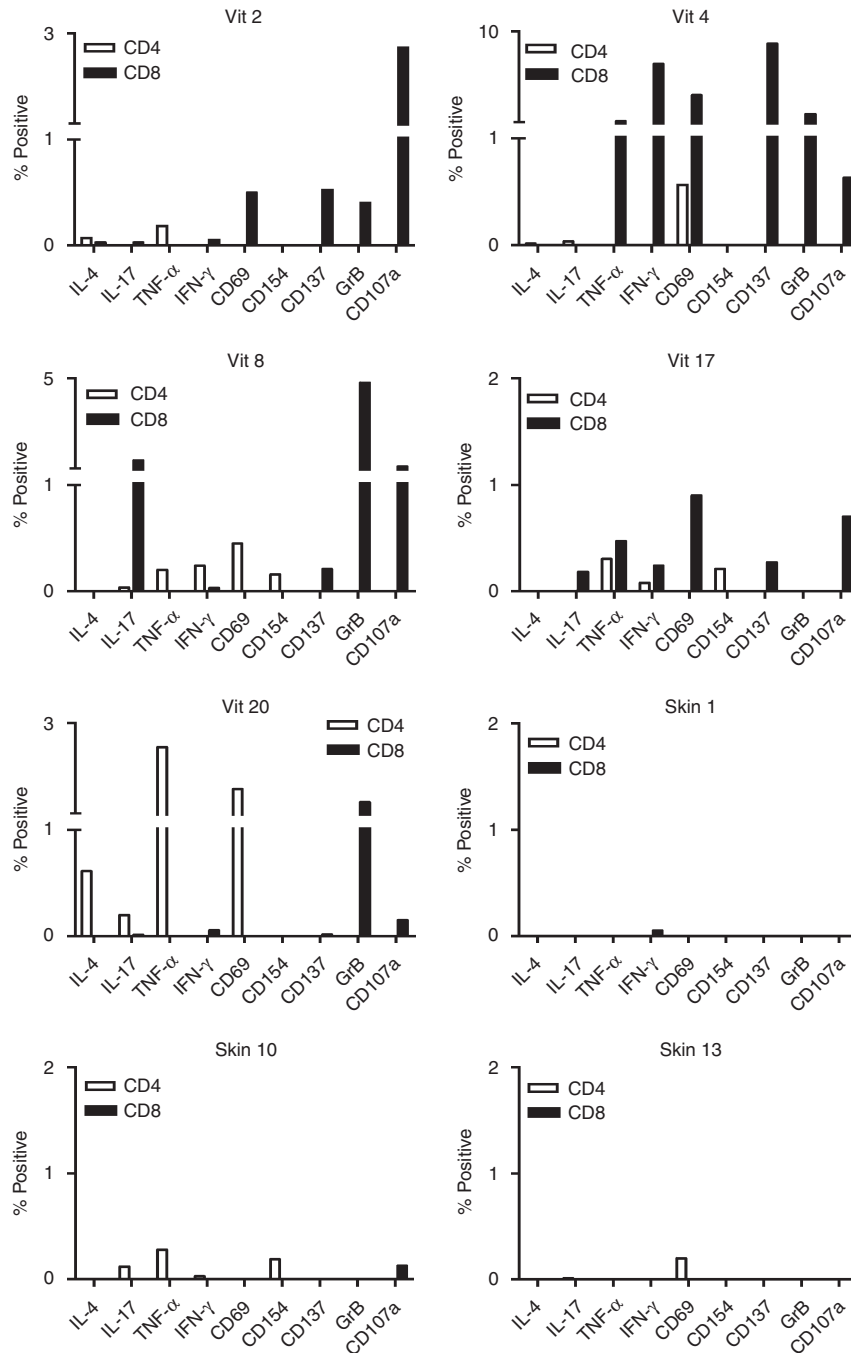 Vit 2
3
CD4
CD8
% Positive
1
0
IL-4
IL-17
TNF-α
IFN-γ
CD69
CD154
CD137
GrB
CD107a
Vit 4
10
CD4
CD8
% Positive
1
0
IL-4
IL-17
TNF-α
IFN-γ
CD69
CD154
CD137
GrB
CD107a
Vit 8
5
CD4
CD8
% Positive
1
0
IL-4
IL-17
TNF-α
IFN-γ
CD69
CD154
CD137
GrB
CD107a
Vit 17
2
CD4
CD8
% Positive
1
0
IL-4
IL-17
TNF-α
IFN-γ
CD69
CD154
CD137
GrB
CD107a
Vit 20
3
CD4
CD8
% Positive
1
0
IL-4
IL-17
TNF-α
IFN-γ
CD69
CD154
CD137
GrB
CD107a
Skin 1
2
CD4
CD8
% Positive
1
0
IL-4
IL-17
TNF-α
IFN-γ
CD69
CD154
CD137
GrB
CD107a
Skin 10
2
CD4
CD8
% Positive
1
0
IL-4
IL-17
TNF-α
IFN-γ
CD69
CD154
CD137
GrB
CD107a
Skin 13
2
CD4
CD8
% Positive
1
0
IL-4
IL-17
TNF-α
IFN-γ
CD69
CD154
CD137
GrB
CD107a